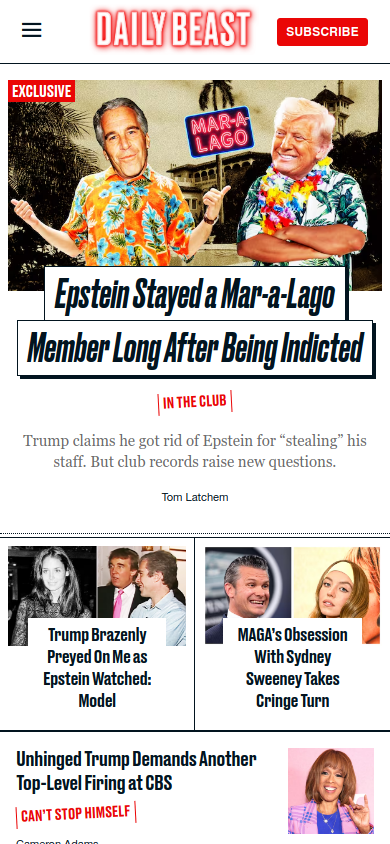 DAILY BEAST
SUBSCRIBE
EXCLUSIVE
MAR-A-
LAGO
Epstein Stayed a Mar-a-Lago
Member Long After Being Indicted
IN THE CLUB
Trump claims he got rid of Epstein for “stealing” his
staff. But club records raise new questions.
Tom Latchem
Trump Brazenly
Preyed On Me as
Epstein Watched:
Model
MAGA’s Obsession
With Sydney
Sweeney Takes
Cringe Turn
Unhinged Trump Demands Another
Top-Level Firing at CBS
CAN’T STOP HIMSELF
Cameron Adams